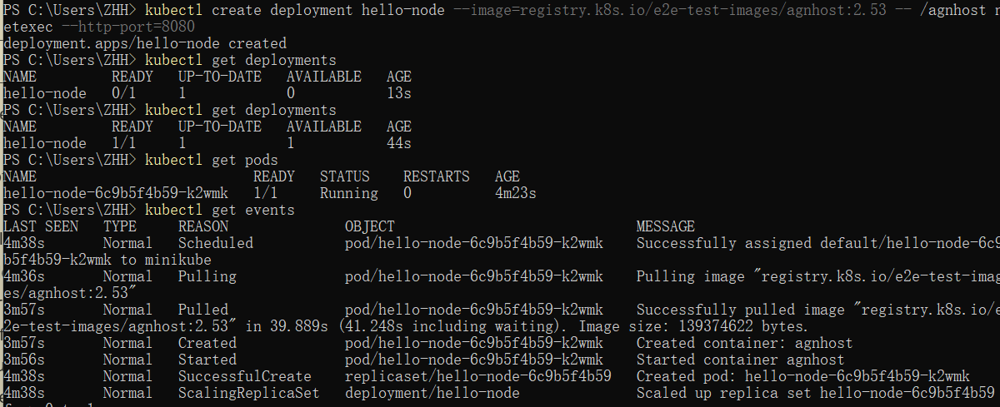 PS C:\Users\ZHH> kubectl create deployment hello-node --image=registry.k8s.io/e2e-test-images/agnhost:2.53 -- /agnhost n
etexec --http-port=8080
deployment.apps/hello-node created
PS C:\Users\ZHH> kubectl get deployments
NAME         READY   UP-TO-DATE   AVAILABLE   AGE
hello-node   0/1     1            0           13s
PS C:\Users\ZHH> kubectl get deployments
NAME         READY   UP-TO-DATE   AVAILABLE   AGE
hello-node   1/1     1            1           44s
PS C:\Users\ZHH> kubectl get pods
NAME                          READY   STATUS    RESTARTS   AGE
hello-node-6c9b5f4b59-k2wmk   1/1     Running   0          4m23s
PS C:\Users\ZHH> kubectl get events
LAST SEEN   TYPE     REASON              OBJECT                             MESSAGE
4m38s       Normal   Scheduled           pod/hello-node-6c9b5f4b59-k2wmk    Successfully assigned default/hello-node-6c9
b5f4b59-k2wmk to minikube
4m36s       Normal   Pulling             pod/hello-node-6c9b5f4b59-k2wmk    Pulling image "registry.k8s.io/e2e-test-imag
es/agnhost:2.53"
3m57s       Normal   Pulled              pod/hello-node-6c9b5f4b59-k2wmk    Successfully pulled image "registry.k8s.io/e
2e-test-images/agnhost:2.53" in 39.889s (41.248s including waiting). Image size: 139374622 bytes.
3m57s       Normal   Created             pod/hello-node-6c9b5f4b59-k2wmk    Created container: agnhost
3m56s       Normal   Started             pod/hello-node-6c9b5f4b59-k2wmk    Started container agnhost
4m38s       Normal   SuccessfulCreate    replicaset/hello-node-6c9b5f4b59   Created pod: hello-node-6c9b5f4b59-k2wmk
4m38s       Normal   ScalingReplicaSet   deployment/hello-node              Scaled up replica set hello-node-6c9b5f4b59